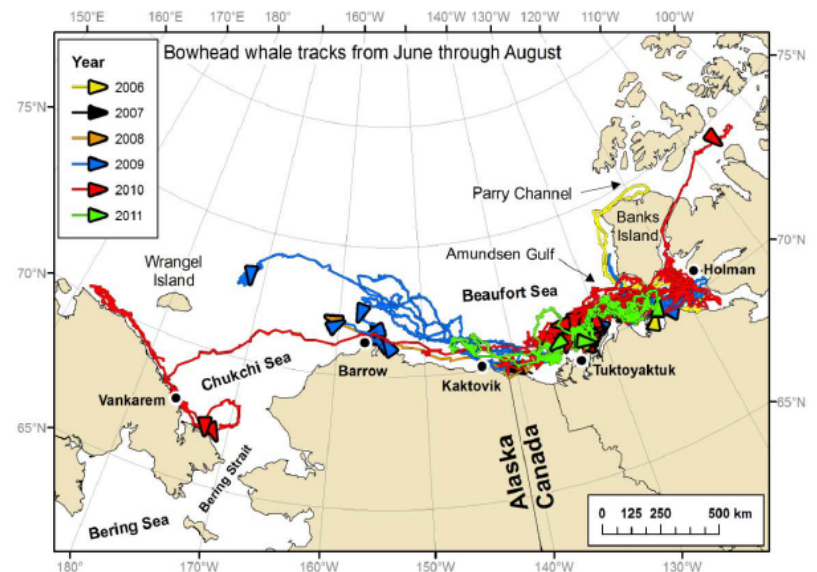 150°E 160°E 170°E 180° 170°W 160°W 150°W 140°W 130°W 120°W 110°W 100°W
Bowhead whale tracks from June through August
Year
2006
2007
2008
2009
2010
2011
75°N
75°N
Parry Channel
Banks
Island
Amundsen Gulf
70°N
Wrangel
Island
Holman
70°N
Beaufort Sea
Chukchi Sea
Barrow
Kaktovik
Tuktoyaktuk
Vankarem
65°N
65°N
Bering Strait
Alaska
Canada
Bering Sea
0 125 250 500 km
180° 170°W 160°W 150°W 140°W 130°W